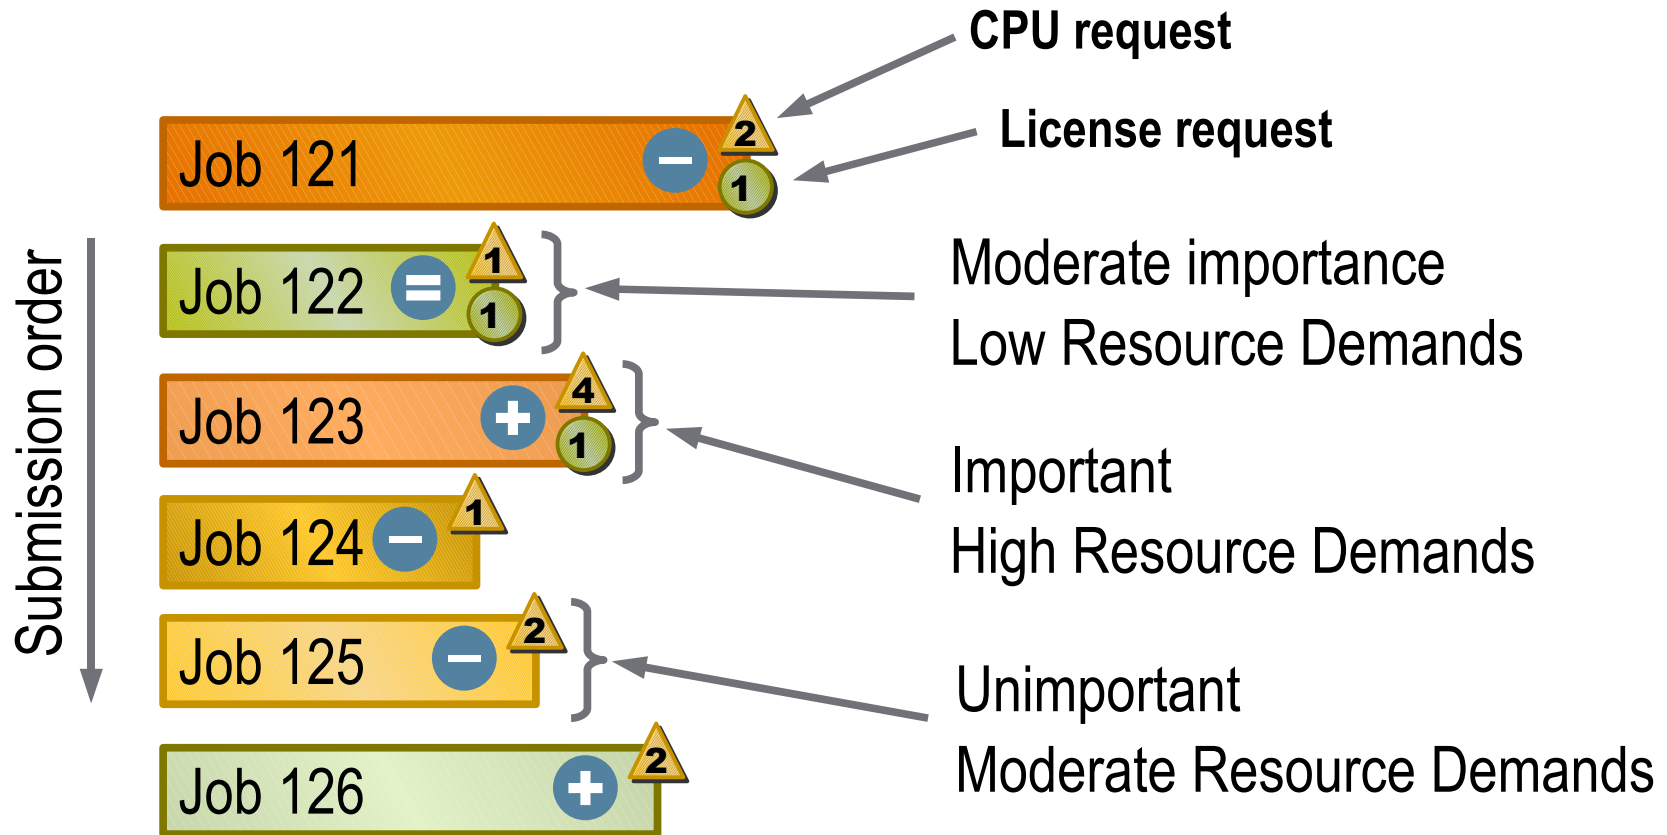 CPU request
License request
Job 121
2
1
Submission order
Job 122
1
1
Moderate importance
Low Resource Demands
Job 123
4
1
Important
High Resource Demands
Job 124
1
Job 125
2
Unimportant
Moderate Resource Demands
Job 126
2